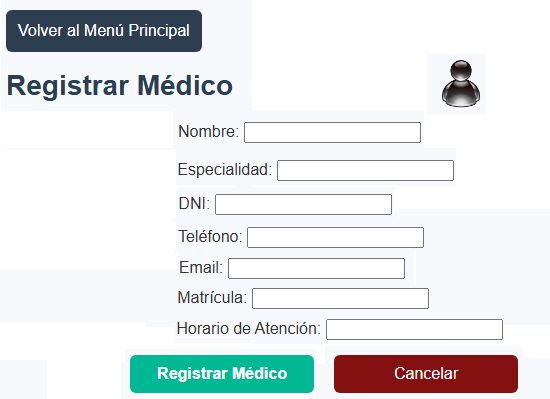 Volver al Menú Principal
Registrar Médico
Nombre:
Especialidad:
DNI:
Teléfono:
Email:
Matrícula:
Horario de Atención:
Registrar Médico
Cancelar